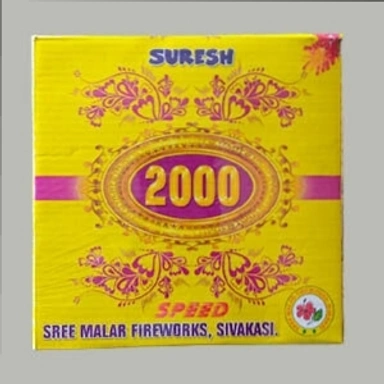 SURESH
2000
SPEED
SREE MALAR FIREWORKS, SIVAKASI.